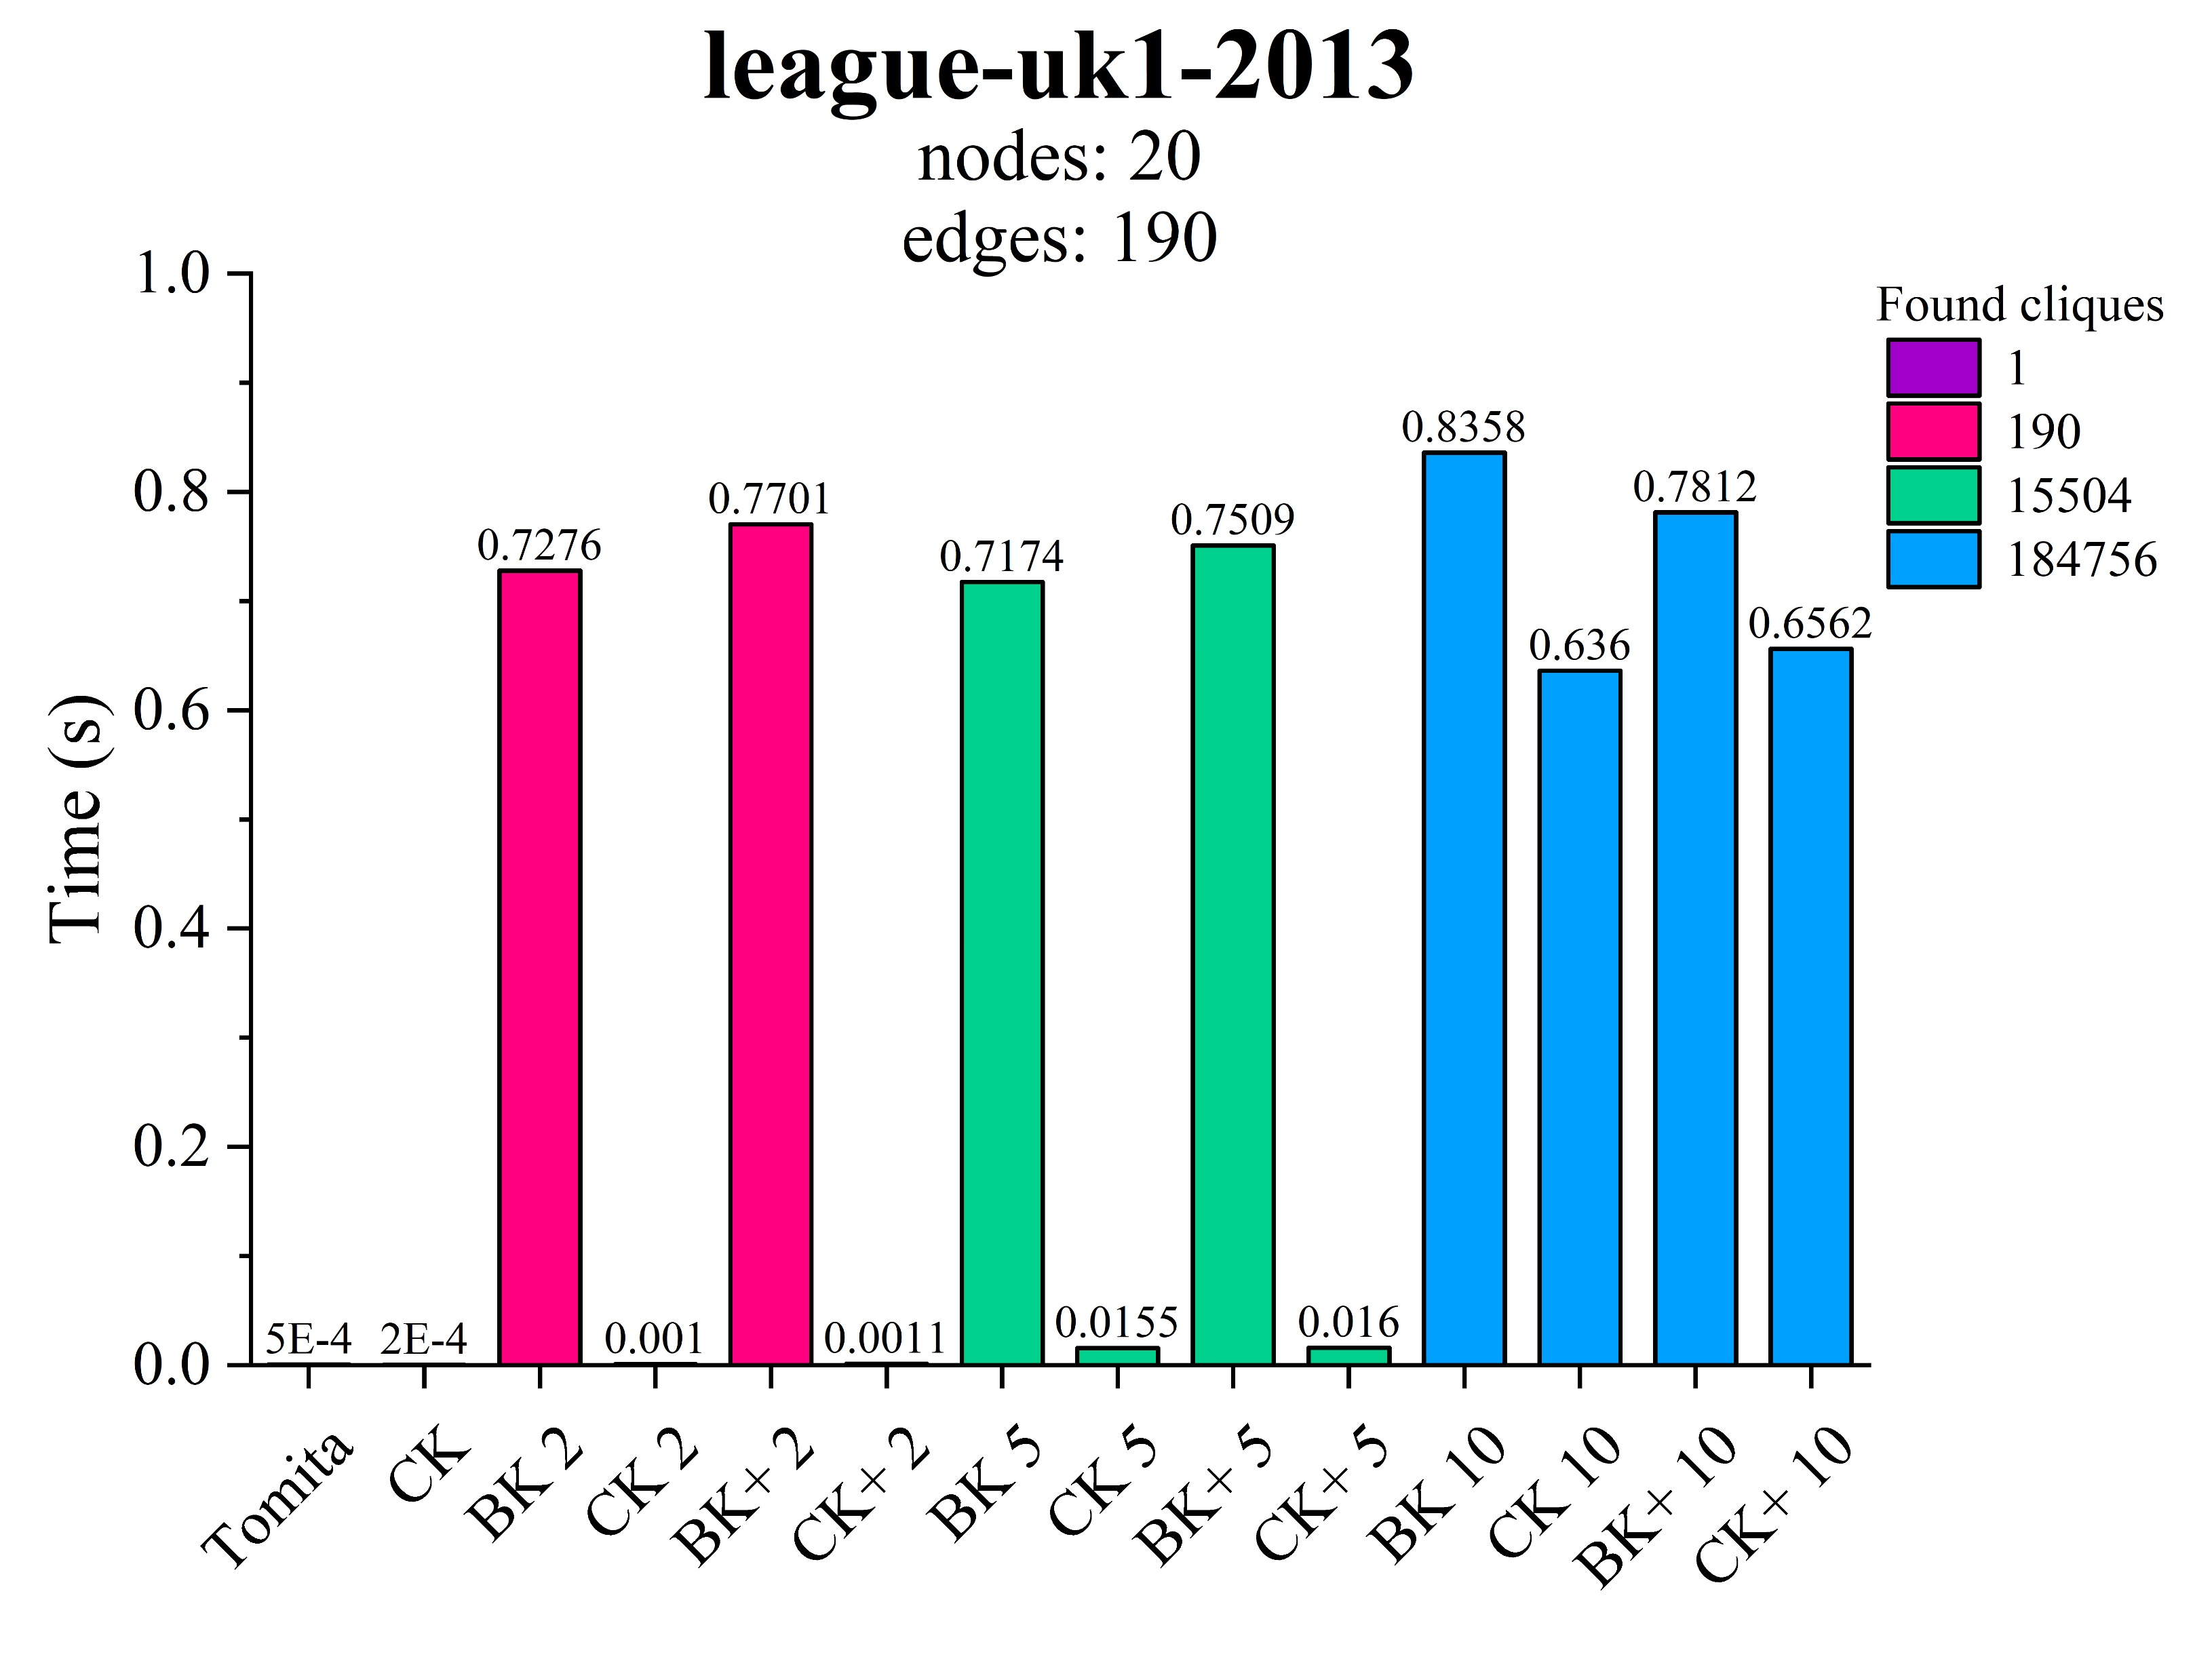 league-uk1-2013
nodes: 20
edges: 190
Found cliques
1
190
15504
184756
Time (s)
1.0
0.8
0.6
0.4
0.2
0.0
5E-4
2E-4
0.7276
0.001
0.7701
0.0011
0.7174
0.0155
0.7509
0.016
0.8358
0.636
0.7812
0.6562
Tomita
CK
BK 2
CK 2
BK+ 2
CK+ 2
BK 5
CK 5
BK+ 5
CK+ 5
BK 10
CK 10
BK+ 10
CK+ 10